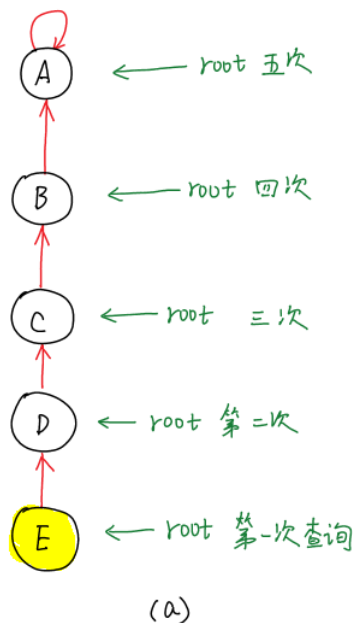 A ← root 五次
B ← root 四次
C ← root 三次
D ← root 第二次
E ← root 第一次查询
(a)